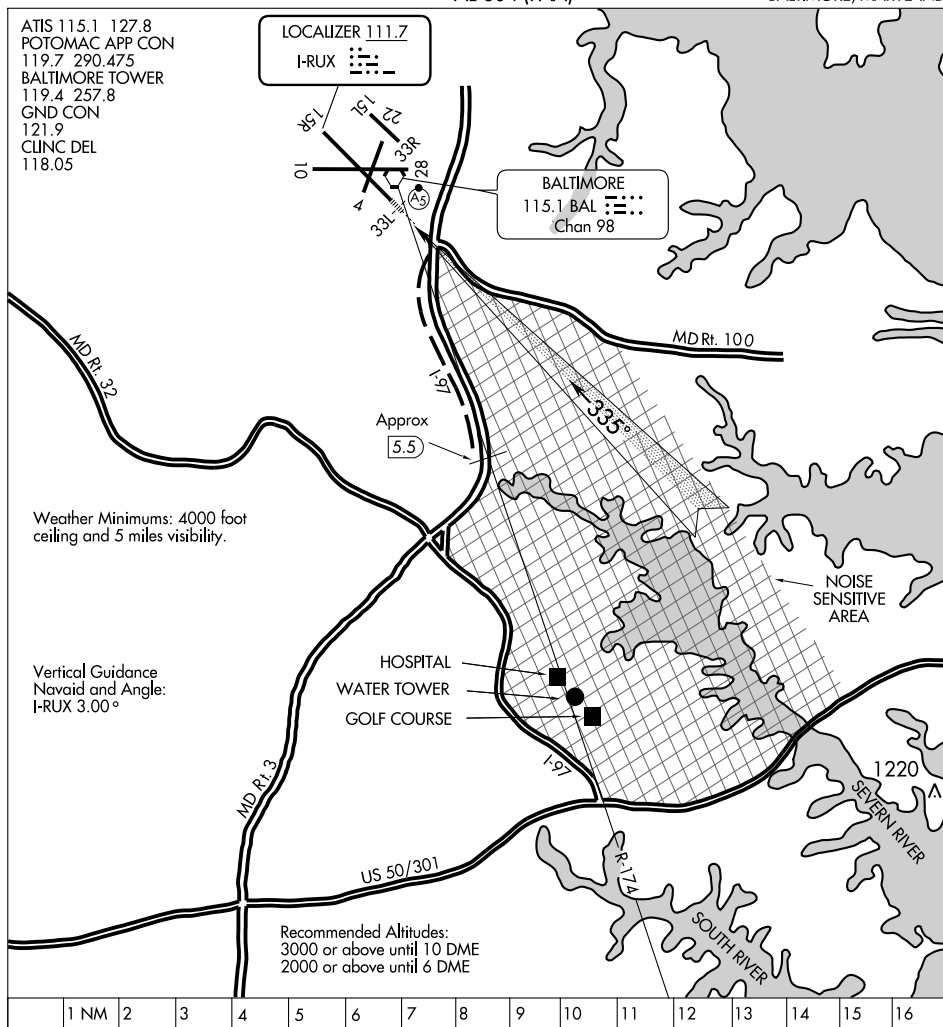 ATIS 115.1 127.8
POTOMAC APP CON
119.7 290.475
BALTIMORE TOWER
119.4 257.8
GND CON
121.9
CLNC DEL
118.05
LOCALIZER 111.7
I-RUX
15R
15L
22
33R
10
28
4
A5
33L
BALTIMORE
115.1 BAL
Chan 98
MD Rt. 32
I-97
MD Rt. 100
335°
Approx
5.5
Weather Minimums: 4000 foot
ceiling and 5 miles visibility.
NOISE
SENSITIVE
AREA
Vertical Guidance
Navaid and Angle:
I-RUX 3.00°
HOSPITAL
WATER TOWER
GOLF COURSE
I-97
MD Rt. 3
1220
SEVERN RIVER
US 50/301
R-174
SOUTH RIVER
Recommended Altitudes:
3000 or above until 10 DME
2000 or above until 6 DME
1 NM 2 3 4 5 6 7 8 9 10 11 12 13 14 15 16